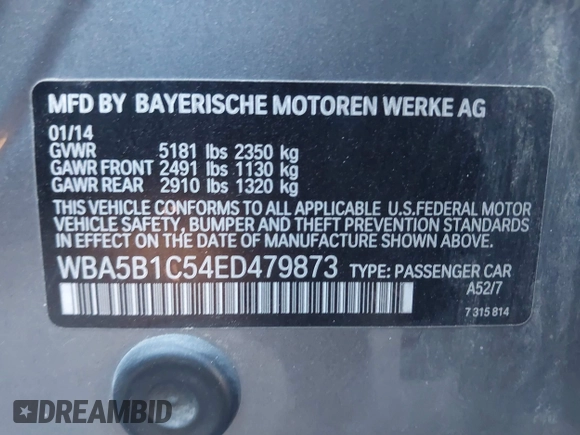 MFD BY BAYERISCHE MOTOREN WERKE AG
01/14
GVWR 5181 lbs 2350 kg
GAWR FRONT 2491 lbs 1130 kg
GAWR REAR 2910 lbs 1320 kg
THIS VEHICLE CONFORMS TO ALL APPLICABLE U.S.FEDERAL MOTOR
VEHICLE SAFETY, BUMPER AND THEFT PREVENTION STANDARDS
IN EFFECT ON THE DATE OF MANUFACTURE SHOWN ABOVE.
WBA5B1C54ED479873 TYPE: PASSENGER CAR
A52/7
7 315 814
DREAMBID